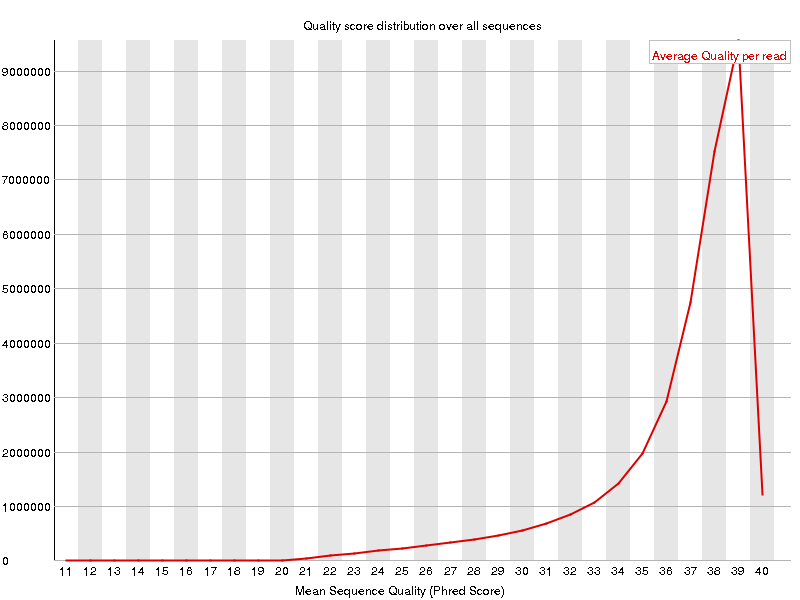 Quality score distribution over all sequences
Average Quality per read
9000000
8000000
7000000
6000000
5000000
4000000
3000000
2000000
1000000
0
11 12 13 14 15 16 17 18 19 20 21 22 23 24 25 26 27 28 29 30 31 32 33 34 35 36 37 38 39 40
Mean Sequence Quality (Phred Score)